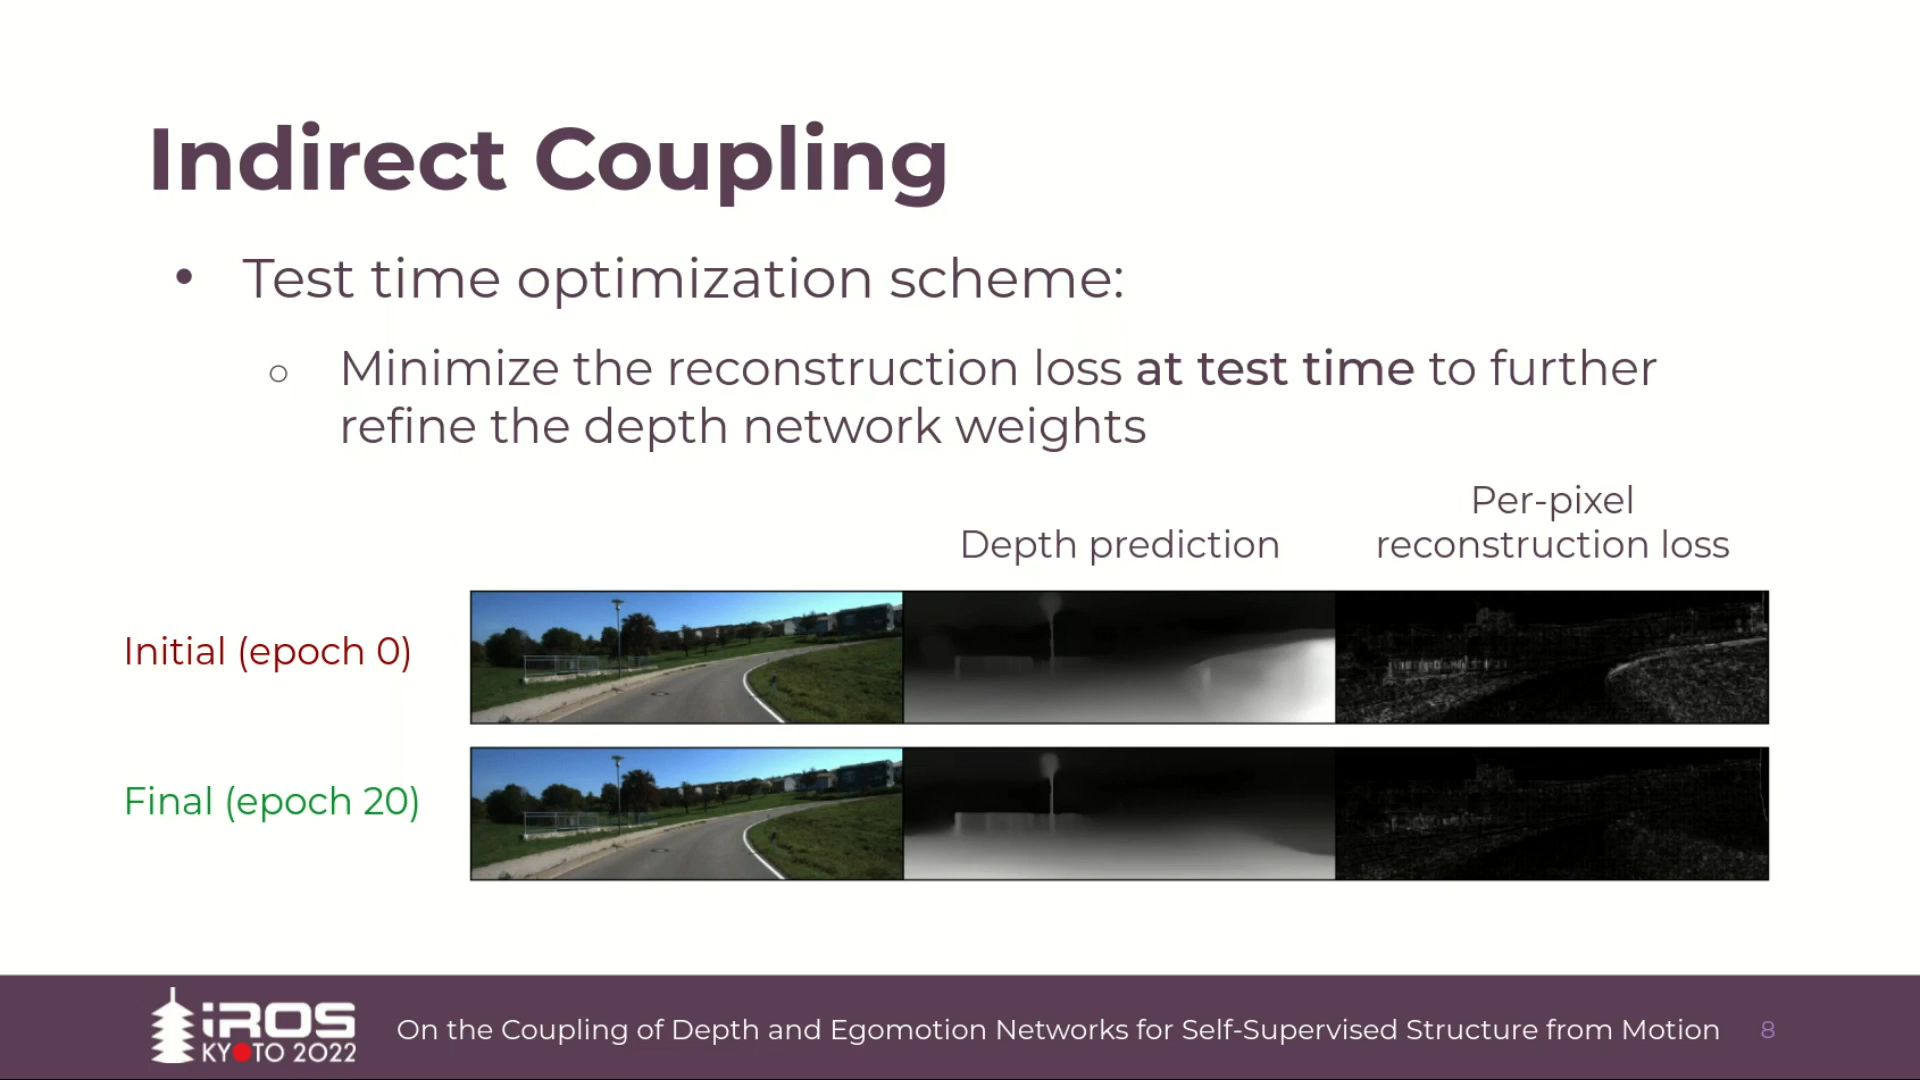 Indirect Coupling
• Test time optimization scheme:
○ Minimize the reconstruction loss at test time to further
refine the depth network weights
Depth prediction
Per-pixel
reconstruction loss
Initial (epoch 0)
Final (epoch 20)
iROS
KYOTO 2022
On the Coupling of Depth and Egomotion Networks for Self-Supervised Structure from Motion
8